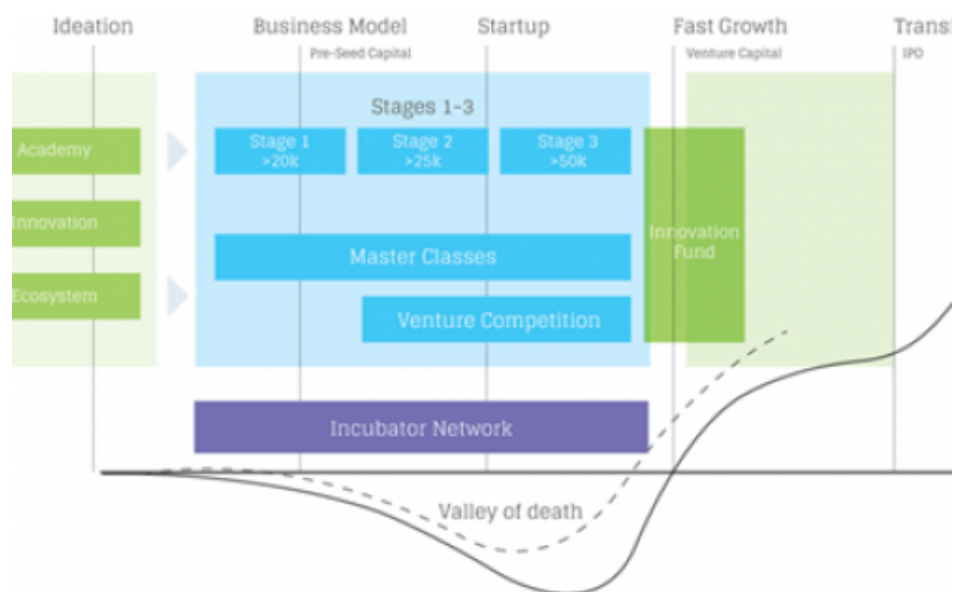 Ideation
Business Model
Startup
Fast Growth
Trans
Pre-Seed Capital
Venture Capital
IPO
Stages 1-3
Academy
Stage 1
>20k
Stage 2
>25k
Stage 3
>50k
Innovation
Innovation
Fund
Master Classes
Ecosystem
Venture Competition
Incubator Network
Valley of death